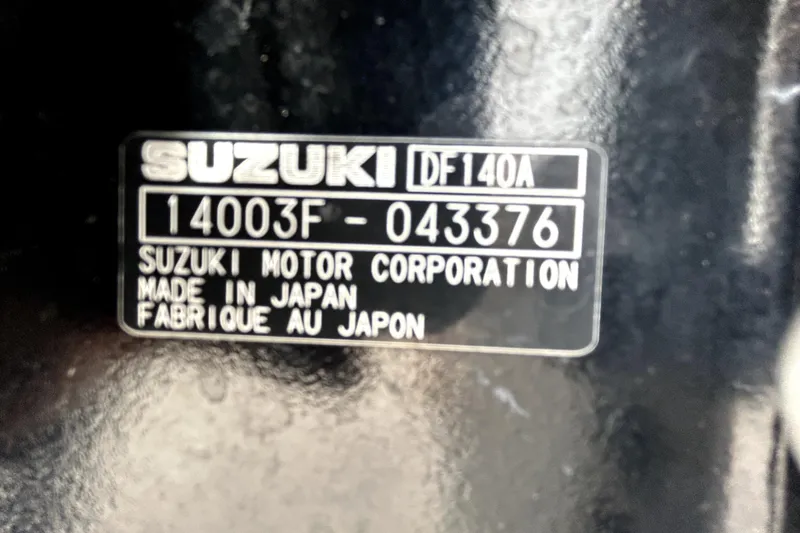 SUZUKI DF140A
14003F-043376
SUZUKI MOTOR CORPORATION
MADE IN JAPAN
FABRIQUE AU JAPON